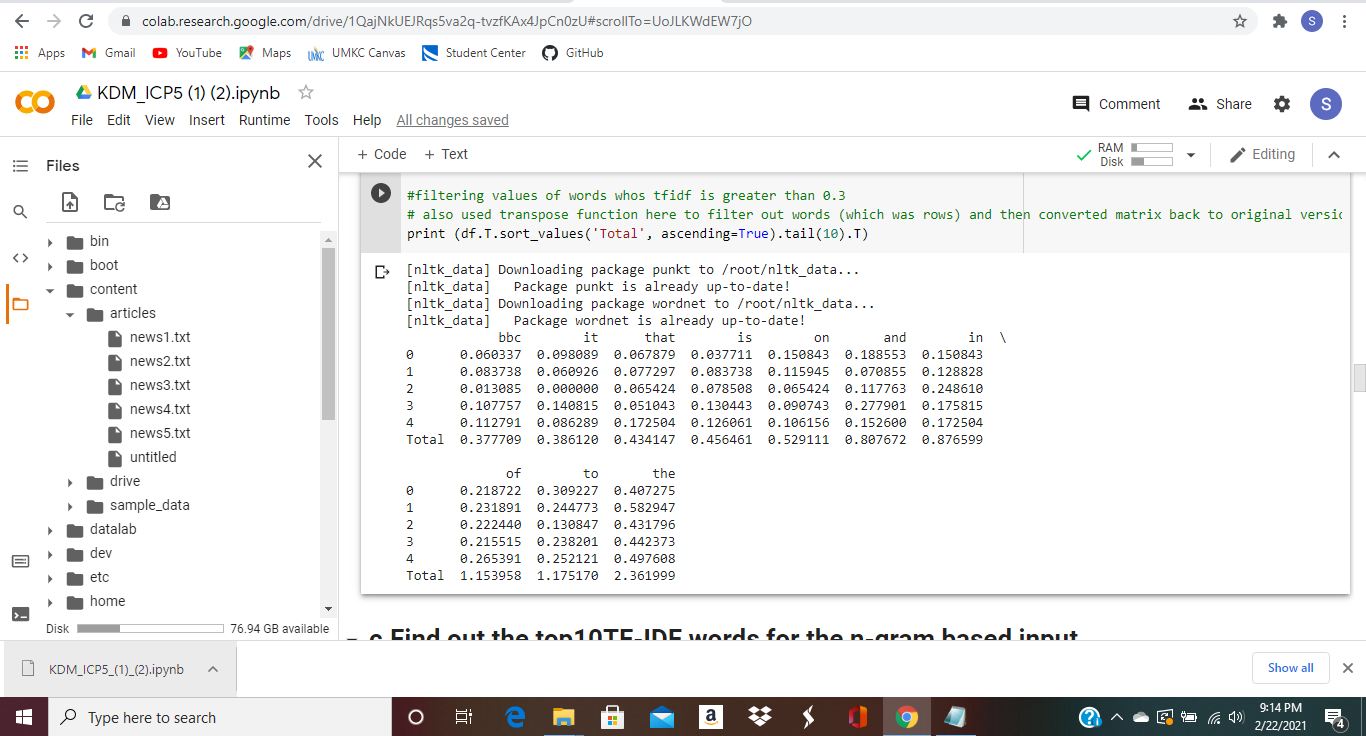 colab.research.google.com/drive/1QajNkUEJRqs5va2q-tvzfKAx4JpCn0zU#scrollTo=UoJLKWdEW7jO
S
Apps Gmail YouTube Maps UMKC Canvas Student Center GitHub
KDM_ICP5 (1) (2).ipynb
File Edit View Insert Runtime Tools Help All changes saved
Comment Share S
Files
+ Code + Text
RAM
Disk
Editing
bin
boot
content
articles
news1.txt
news2.txt
news3.txt
news4.txt
news5.txt
untitled
drive
sample_data
datalab
dev
etc
home
Disk 76.94 GB available
#filtering values of words whos tfidf is greater than 0.3
# also used transpose function here to filter out words (which was rows) and then converted matrix back to original versic
print (df.T.sort_values('Total', ascending=True).tail(10).T)
[nltk_data] Downloading package punkt to /root/nltk_data...
[nltk_data]   Package punkt is already up-to-date!
[nltk_data] Downloading package wordnet to /root/nltk_data...
[nltk_data]   Package wordnet is already up-to-date!
bbc it that is on and in \
0 0.060337 0.098089 0.067879 0.037711 0.150843 0.188553 0.150843
1 0.083738 0.060926 0.077297 0.083738 0.115945 0.070855 0.128828
2 0.013085 0.000000 0.065424 0.078508 0.065424 0.117763 0.248610
3 0.107757 0.140815 0.051043 0.130443 0.090743 0.277901 0.175815
4 0.112791 0.086289 0.172504 0.126061 0.106156 0.152600 0.172504
Total 0.377709 0.386120 0.434147 0.456461 0.529111 0.807672 0.876599
of to the
0 0.218722 0.309227 0.407275
1 0.231891 0.244773 0.582947
2 0.222440 0.130847 0.431796
3 0.215515 0.238201 0.442373
4 0.265391 0.252121 0.497608
Total 1.153958 1.175170 2.361999
c.Find out the top10TF-IDF words for the n-gram based input
KDM_ICP5_(1)_(2).ipynb
Show all
Type here to search
9:14 PM
2/22/2021
4